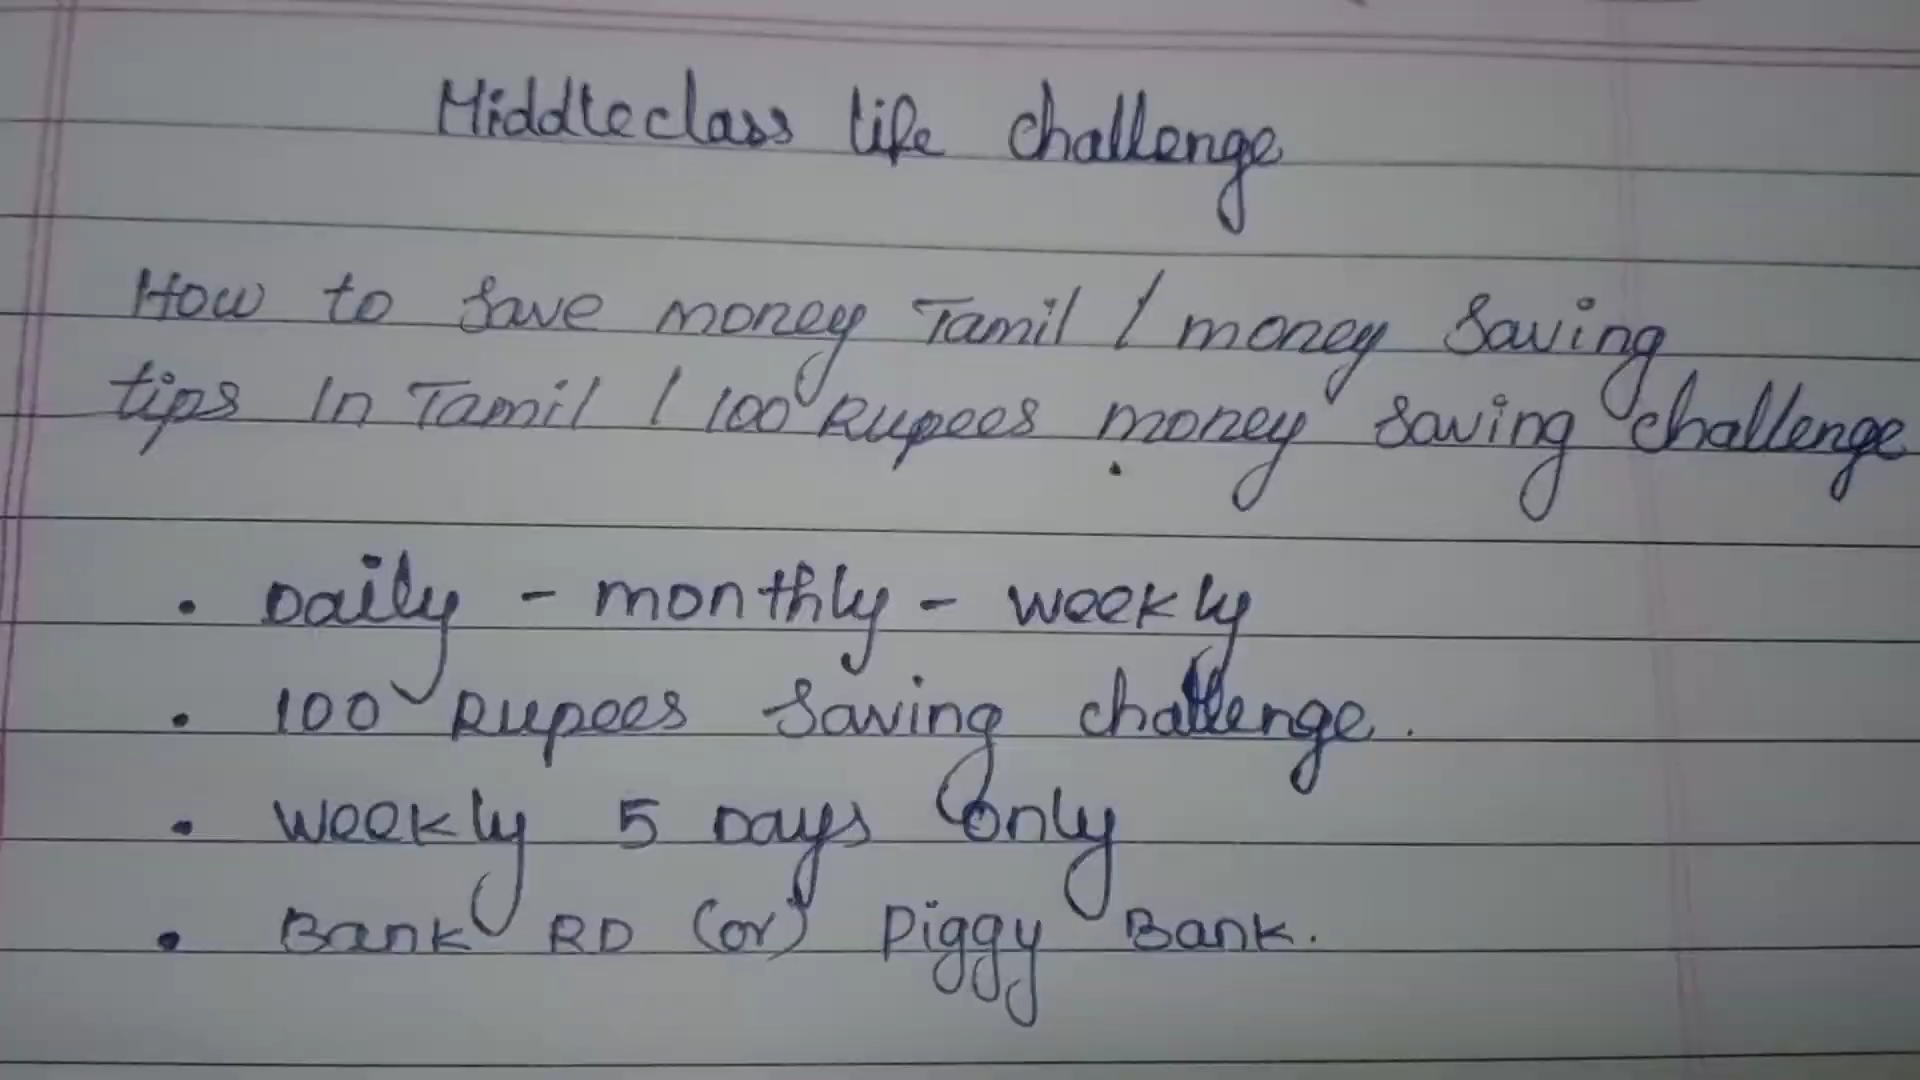 Middleclass life challenge
How to save money Tamil / money saving
tips In Tamil / 100 Rupees money saving challenge
• Daily - monthly - weekly
• 100 Rupees saving challenge.
• weekly 5 Days only
• Bank RD (or) Piggy Bank.